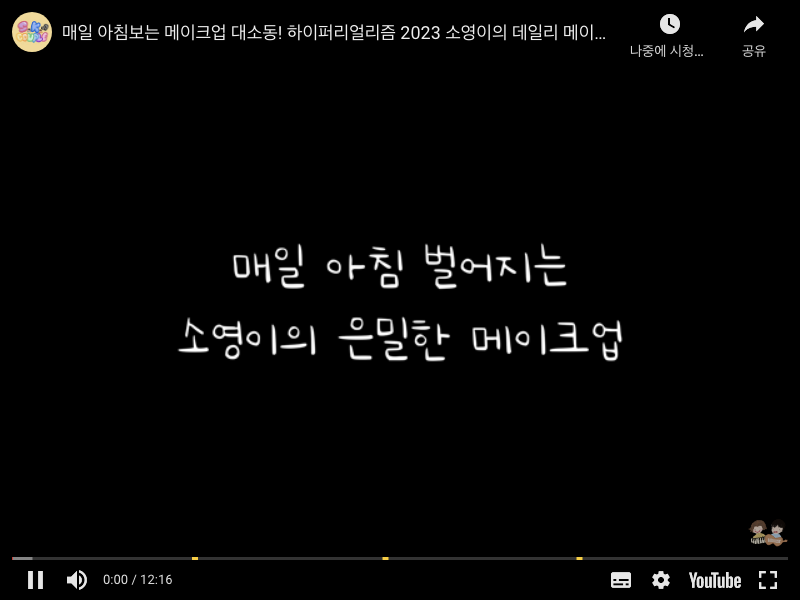 매일 아침보는 메이크업 대소동! 하이퍼리얼리즘 2023 소영이의 데일리 메이...
나중에 시청...
공유
매일 아침 벌어지는
소영이의 은밀한 메이크업
0:00 / 12:16
YouTube